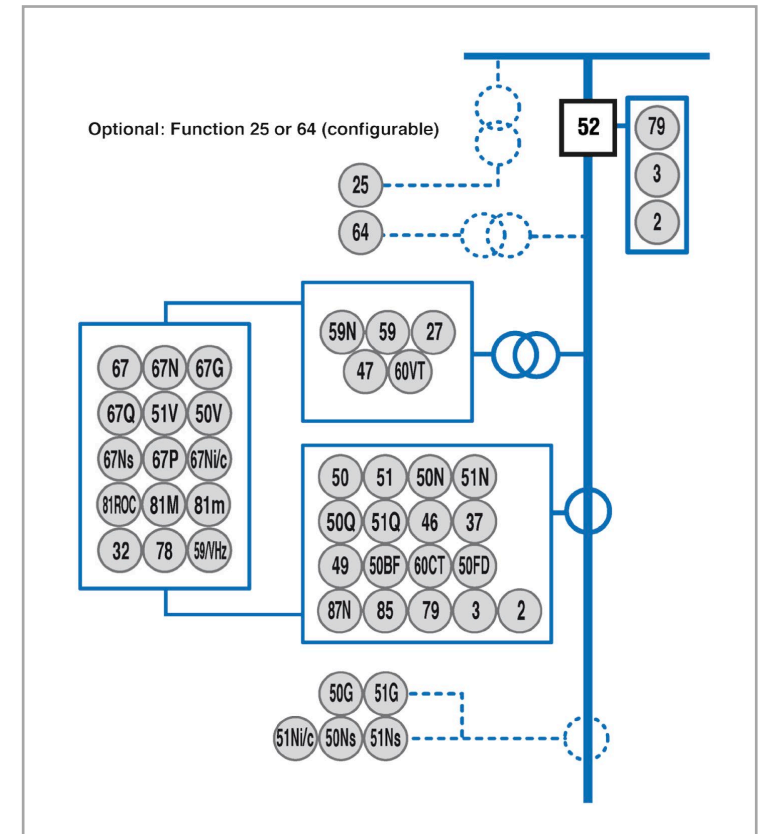 52
79
3
2
Optional: Function 25 or 64 (configurable)
25
64
59N 59 27
47 60VT
67 67N 67G
67Q 51V 50V
67Ns 67P 67Ni/c
81ROC 81M 81m
32 78 59/VHz
50 51 50N 51N
50Q 51Q 46 37
49 50BF 60CT 50FD
87N 85 79 3 2
50G 51G
51Ni/c 50Ns 51Ns